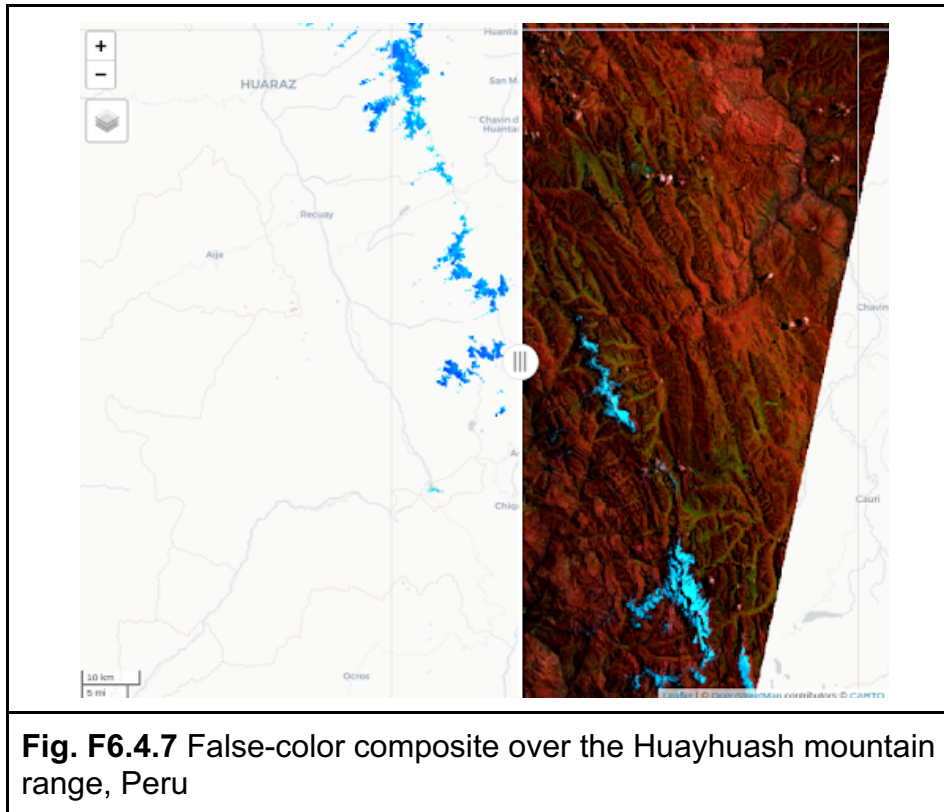 +
Huanta
−
HUARAZ
San M
Chavin d
Huanta
Recuay
Aija
Chavin
A
Cauri
Chiq
Ocros
10 km
5 mi
Leaflet | © OpenStreetMap contributors © CARTO
Fig. F6.4.7 False-color composite over the Huayhuash mountain
range, Peru